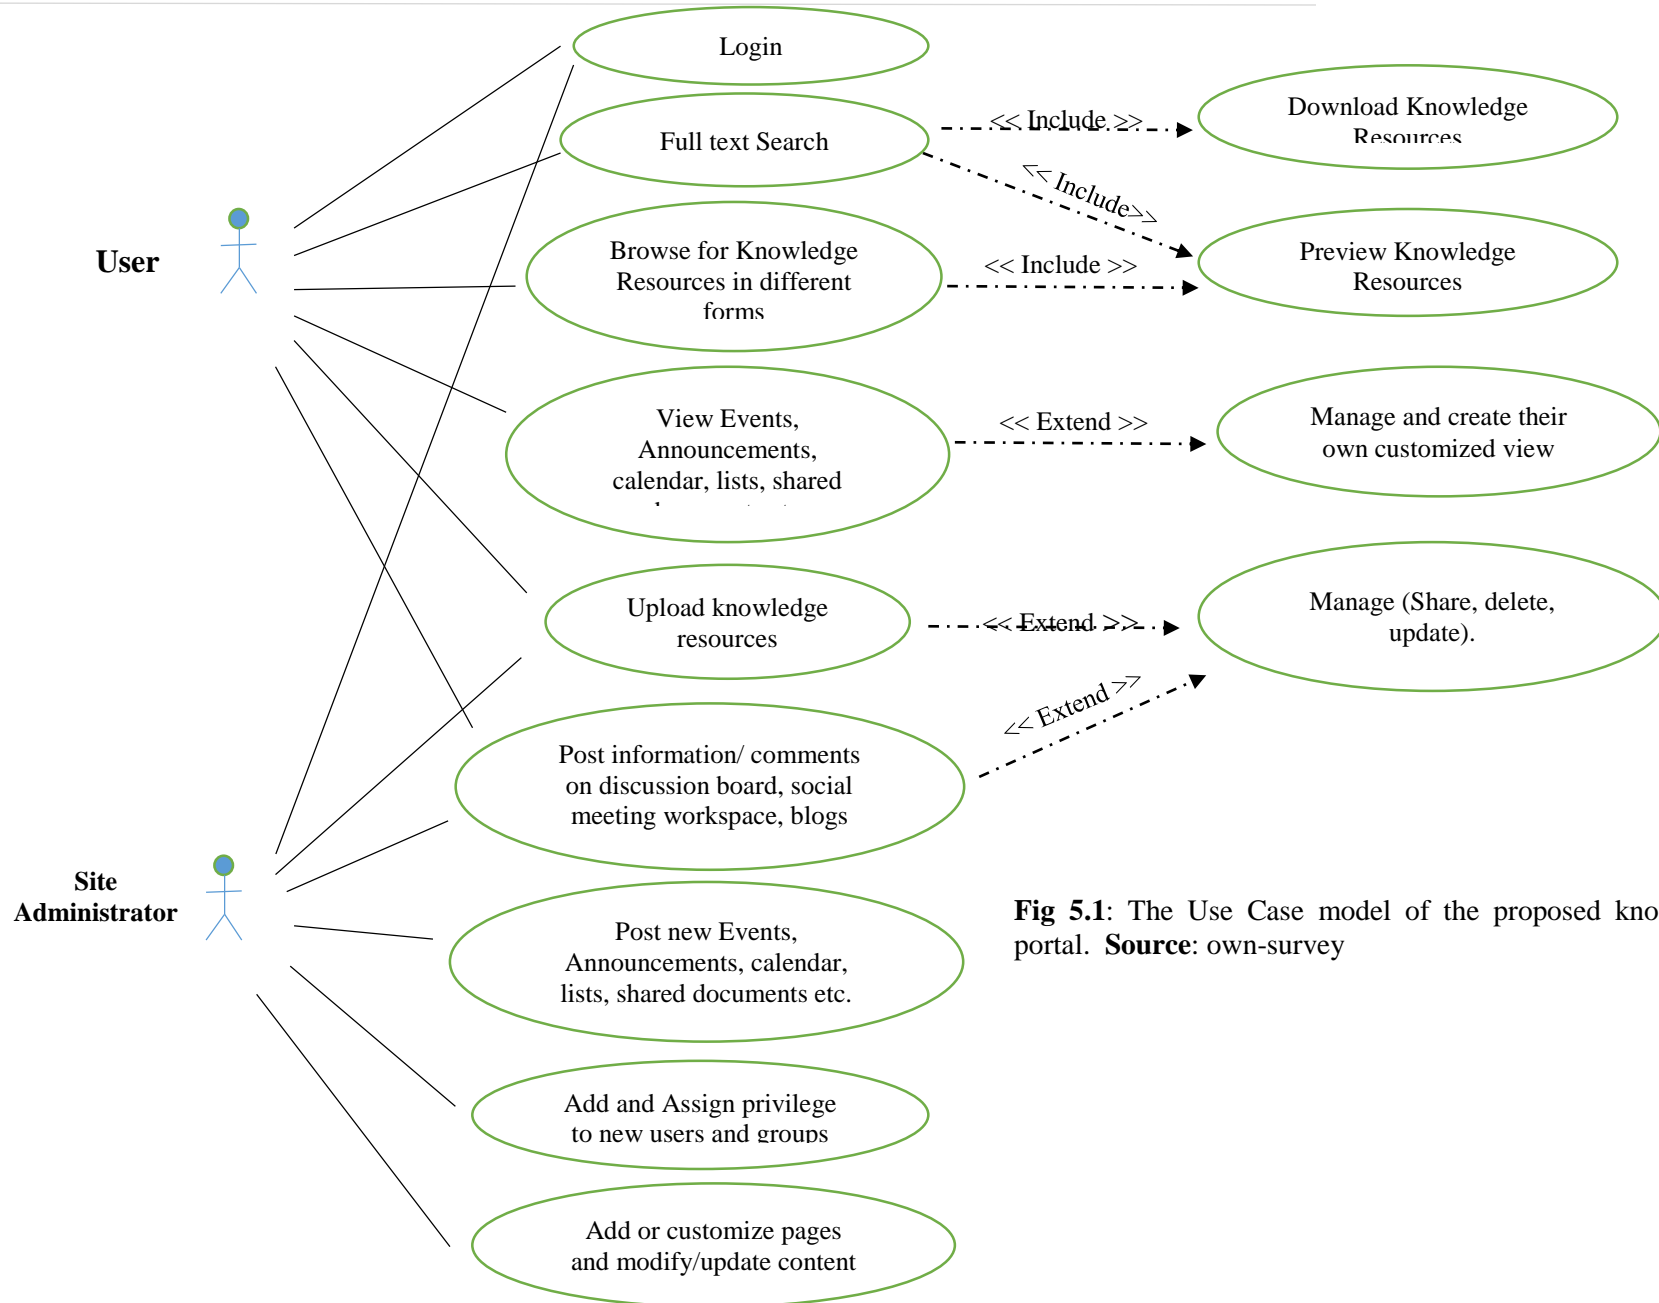 Login
Full text Search
<< Include >>
Download Knowledge
Resources
<< Include>>
User
Browse for Knowledge
Resources in different
forms
<< Include >>
Preview Knowledge
Resources
View Events,
Announcements,
calendar, lists, shared
<< Extend >>
Manage and create their
own customized view
Upload knowledge
resources
<< Extend >>
Manage (Share, delete,
update).
<< Extend >>
Post information/ comments
on discussion board, social
meeting workspace, blogs
Site
Administrator
Post new Events,
Announcements, calendar,
lists, shared documents etc.
Fig 5.1: The Use Case model of the proposed kno
portal. Source: own-survey
Add and Assign privilege
to new users and groups
Add or customize pages
and modify/update content